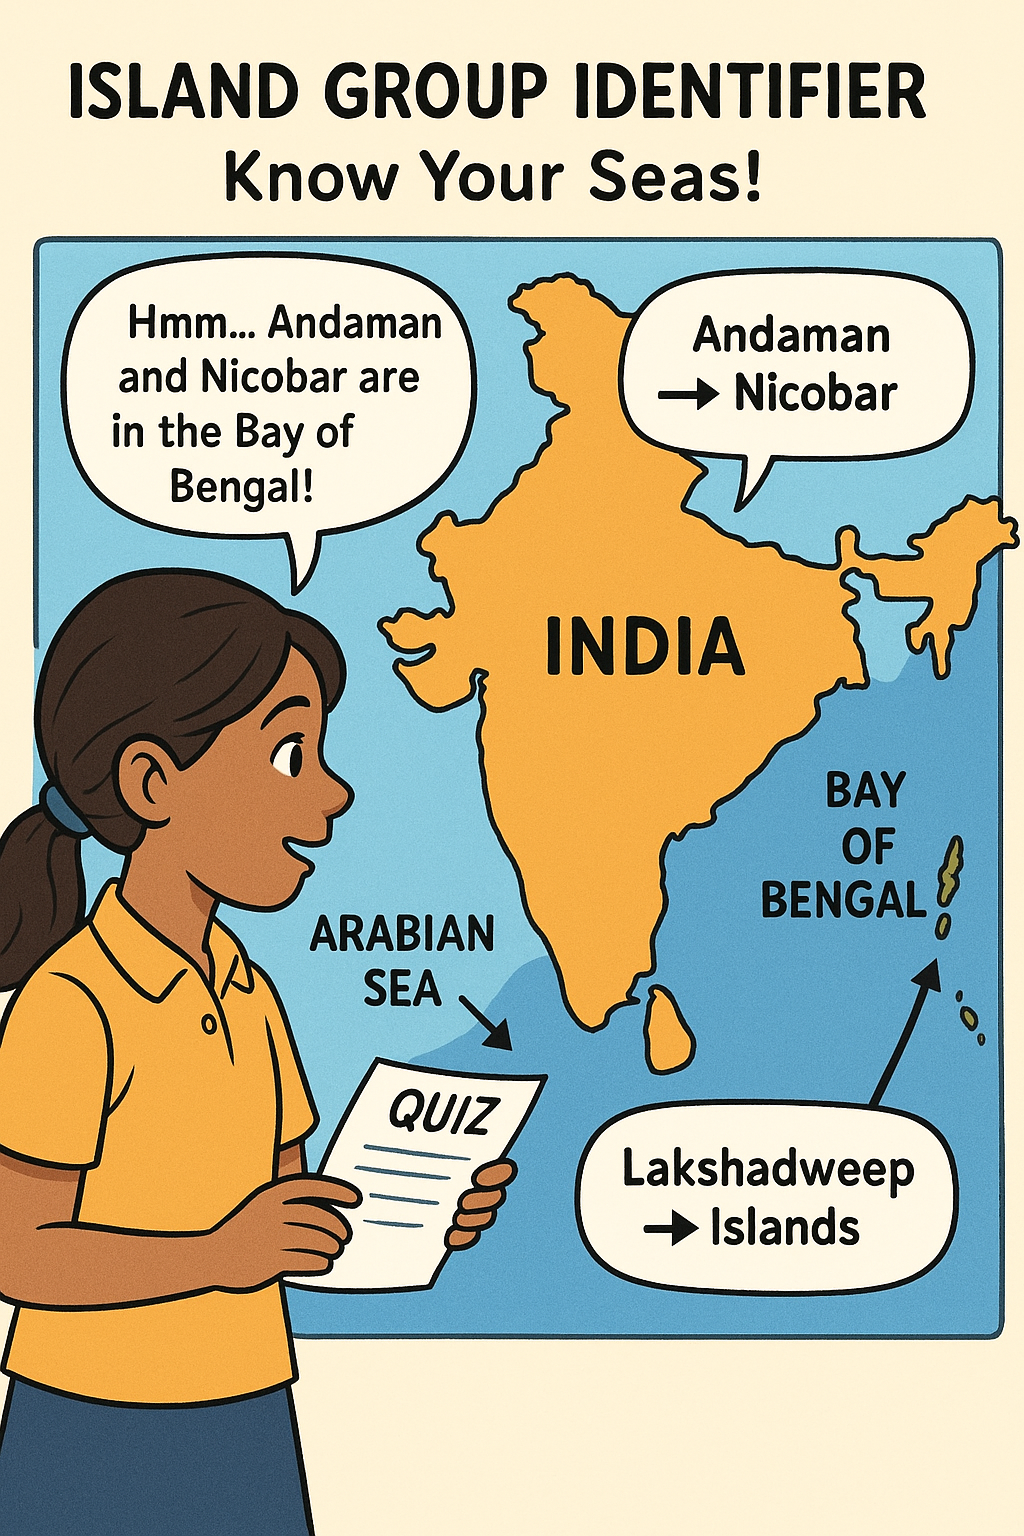 ISLAND GROUP IDENTIFIER
Know Your Seas!
Hmm... Andaman
and Nicobar are
in the Bay of
Bengal!
Andaman
→ Nicobar
INDIA
BAY
OF
BENGAL
ARABIAN
SEA
QUIZ
Lakshadweep
→ Islands